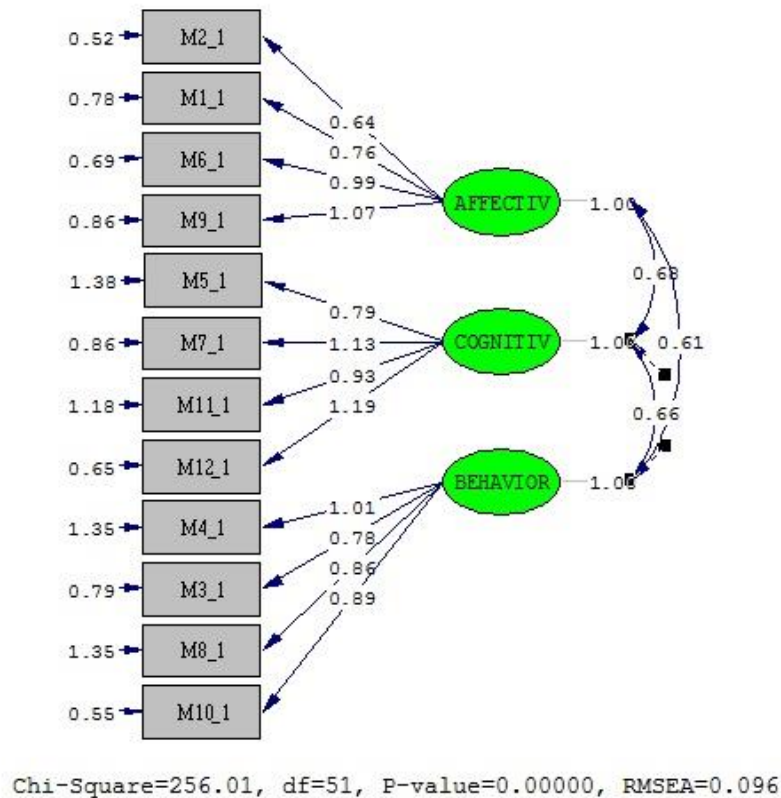 0.52 M2_1
0.64
0.78 M1_1
0.76
0.69 M6_1
0.99
AFFECTIV 1.00
0.86 M9_1
1.07
1.38 M5_1
0.68
0.79
0.86 M7_1
1.13
COGNITIV 1.00
0.61
0.93
1.18 M11_1
1.19
0.66
0.65 M12_1
BEHAVIOR 1.00
1.01
1.35 M4_1
0.78
0.86
0.79 M3_1
0.89
1.35 M8_1
0.55 M10_1
Chi-Square=256.01, df=51, P-value=0.00000, RMSEA=0.096